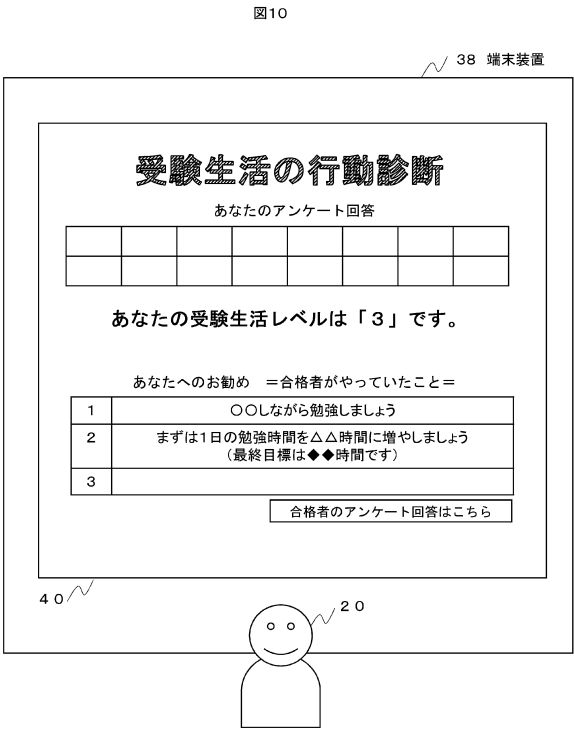 図10
38 端末装置
受験生活の行動診断
あなたのアンケート回答
あなたの受験生活レベルは「３」です。
あなたへのお勧め ＝合格者がやっていたこと＝
1 〇〇しながら勉強しましょう
2 まずは1日の勉強時間を△△時間に増やしましょう
（最終目標は◆◆時間です）
3
合格者のアンケート回答はこちら
40
20